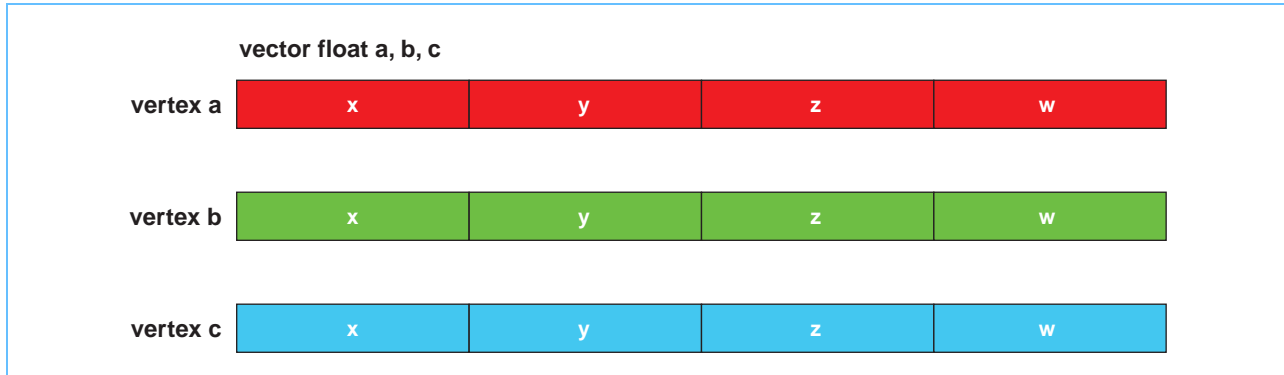 vector float a, b, c
vertex a x y z w
vertex b x y z w
vertex c x y z w